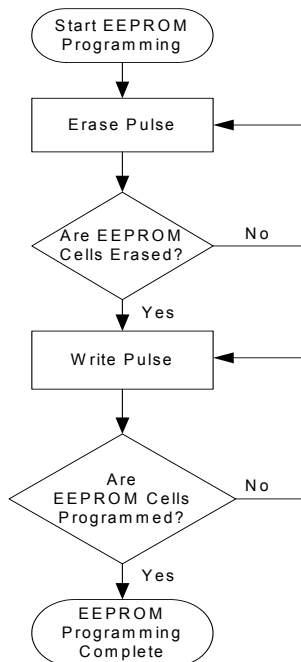 Start EEPROM
Programming
Erase Pulse
Are EEPROM
Cells Erased?
No
Yes
Write Pulse
Are
EEPROM Cells
Programmed?
No
Yes
EEPROM
Programming
Complete